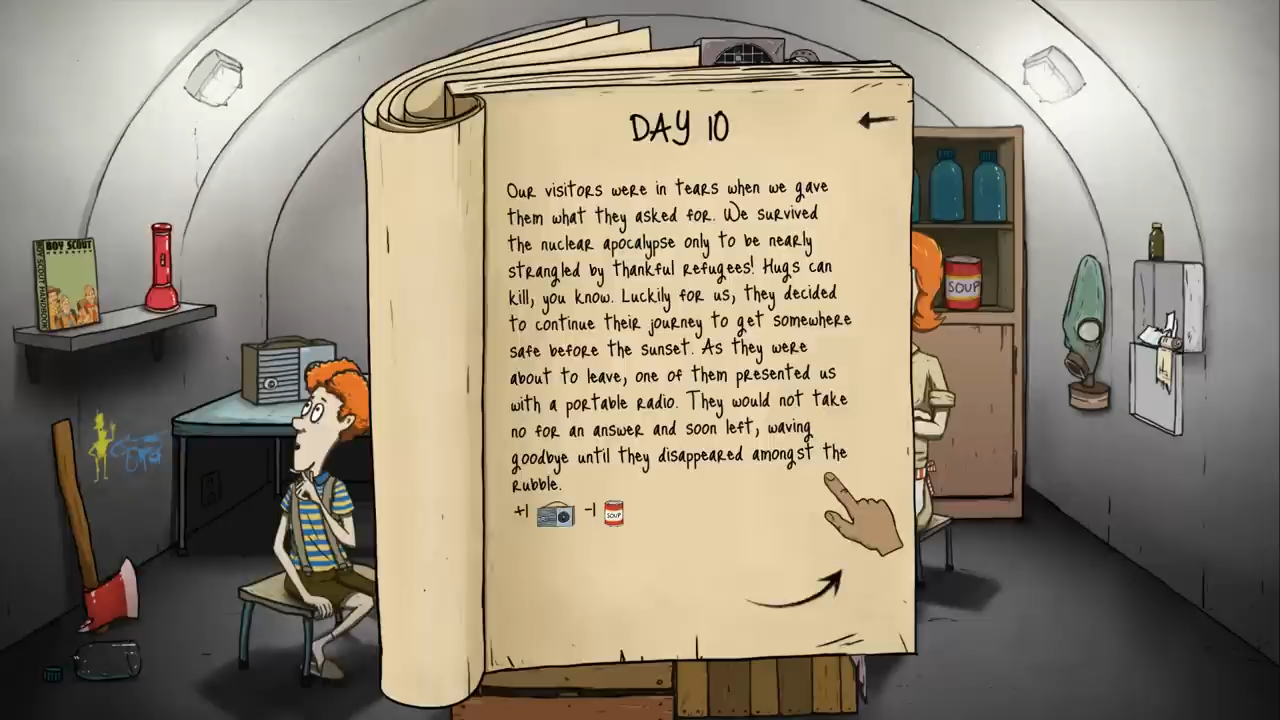 DAY 10
Our visitors were in tears when we gave
them what they asked for. We survived
the nuclear apocalypse only to be nearly
strangled by thankful refugees! Hugs can
kill, you know. Luckily for us, they decided
to continue their journey to get somewhere
safe before the sunset. As they were
about to leave, one of them presented us
with a portable radio. They would not take
no for an answer and soon left, waving
goodbye until they disappeared amongst the
rubble.
+1 -1 SOUP
BOY SCOUT
BOY SCOUT HANDBOOK
SOUP